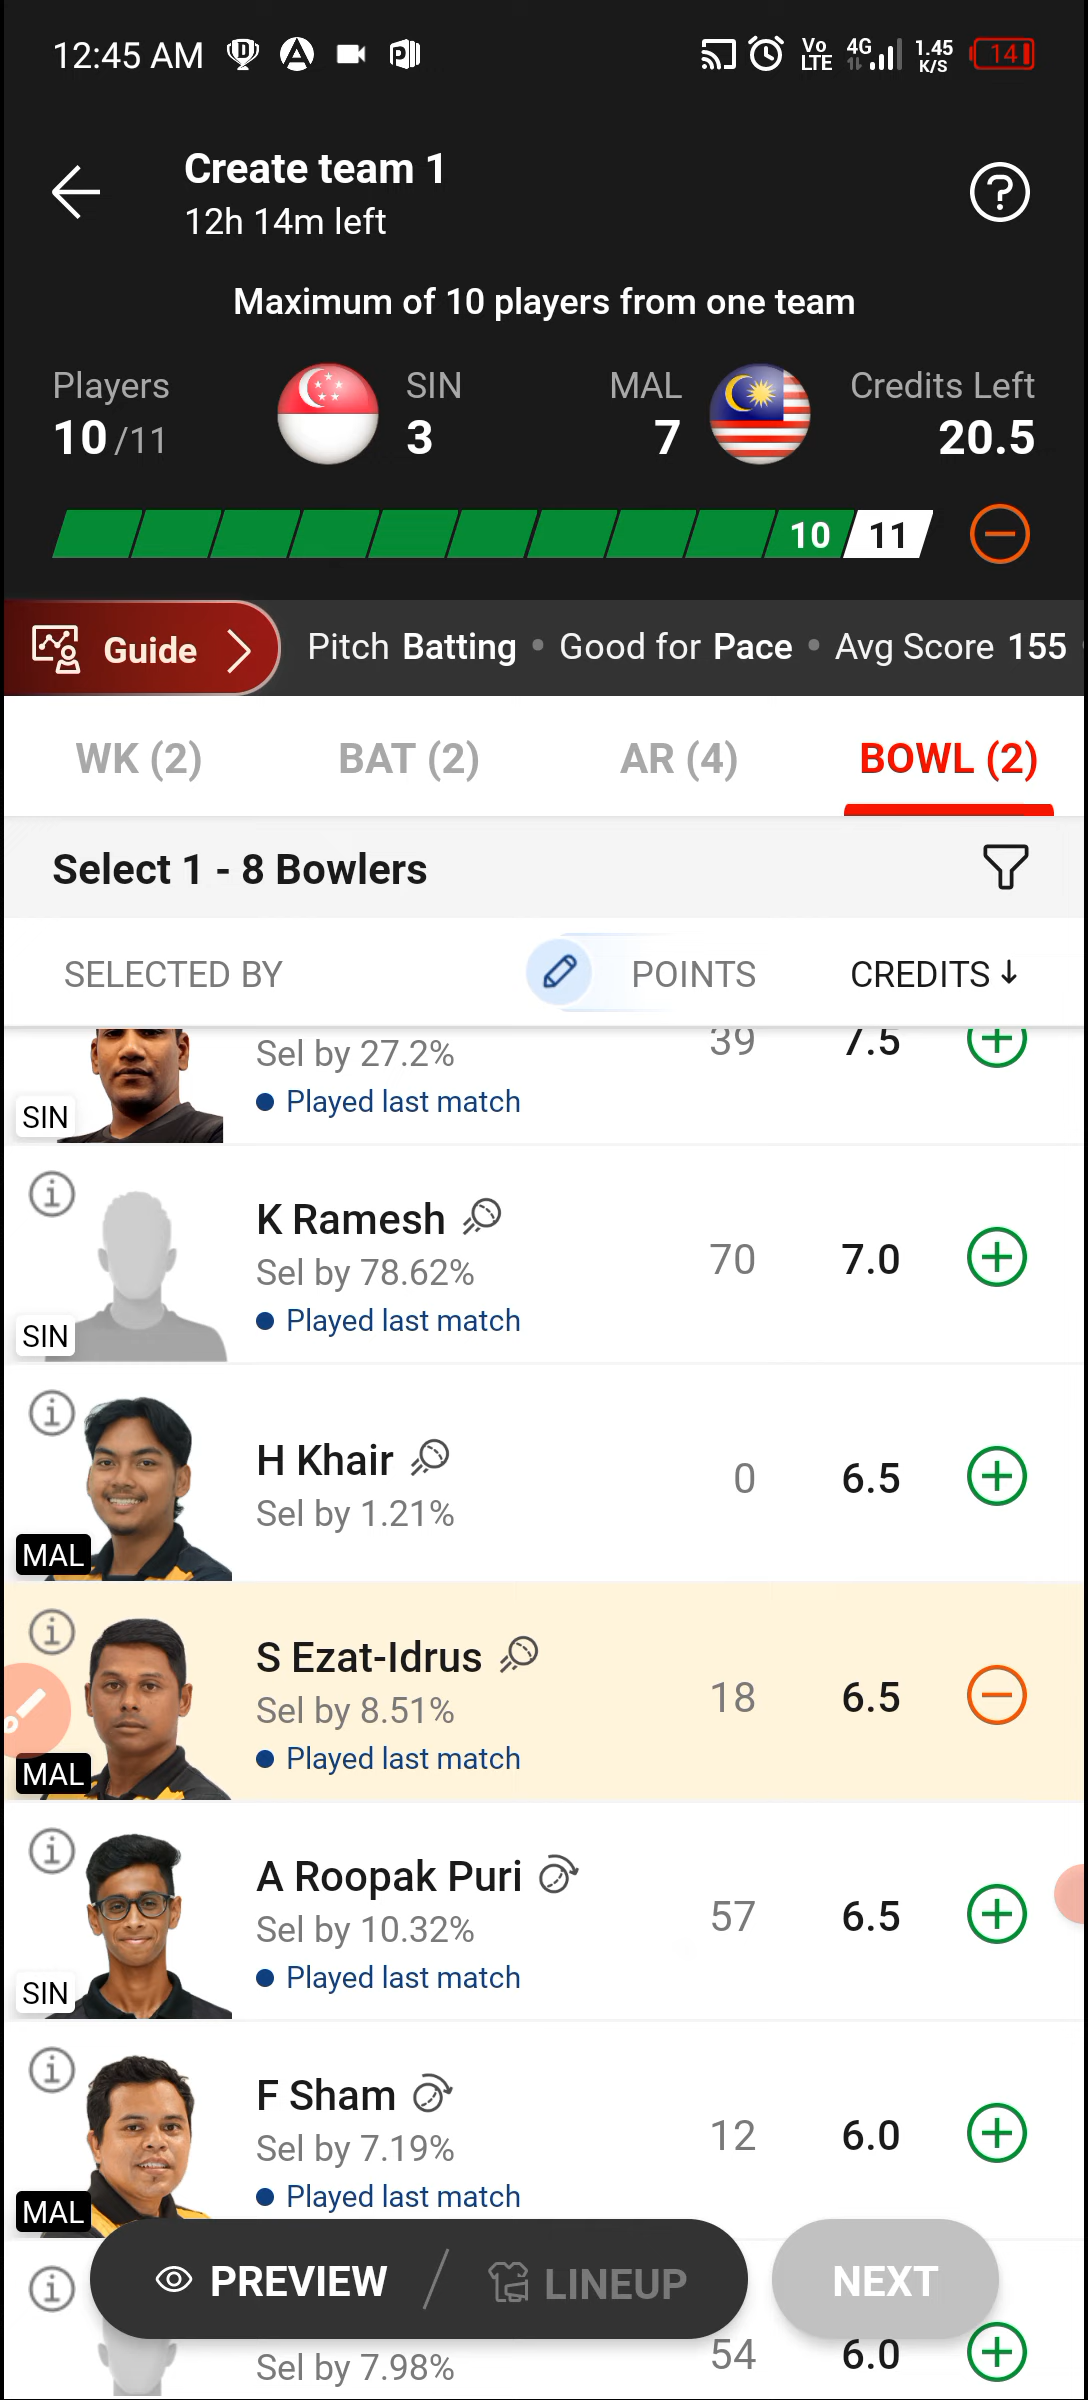 12:45 AM
Vo LTE 4G 1.45 K/S 14
Create team 1
12h 14m left
Maximum of 10 players from one team
Players SIN MAL Credits Left
10/11 3 7 20.5
10 11
Guide Pitch Batting • Good for Pace • Avg Score 155
WK (2) BAT (2) AR (4) BOWL (2)
Select 1 - 8 Bowlers
SELECTED BY POINTS CREDITS ↓
Sel by 27.2% 39 7.5
Played last match
SIN
K Ramesh
Sel by 78.62% 70 7.0
Played last match
SIN
H Khair
Sel by 1.21% 0 6.5
MAL
S Ezat-Idrus
Sel by 8.51% 18 6.5
Played last match
MAL
A Roopak Puri
Sel by 10.32% 57 6.5
Played last match
SIN
F Sham
Sel by 7.19% 12 6.0
Played last match
MAL
PREVIEW / LINEUP NEXT
Sel by 7.98% 54 6.0